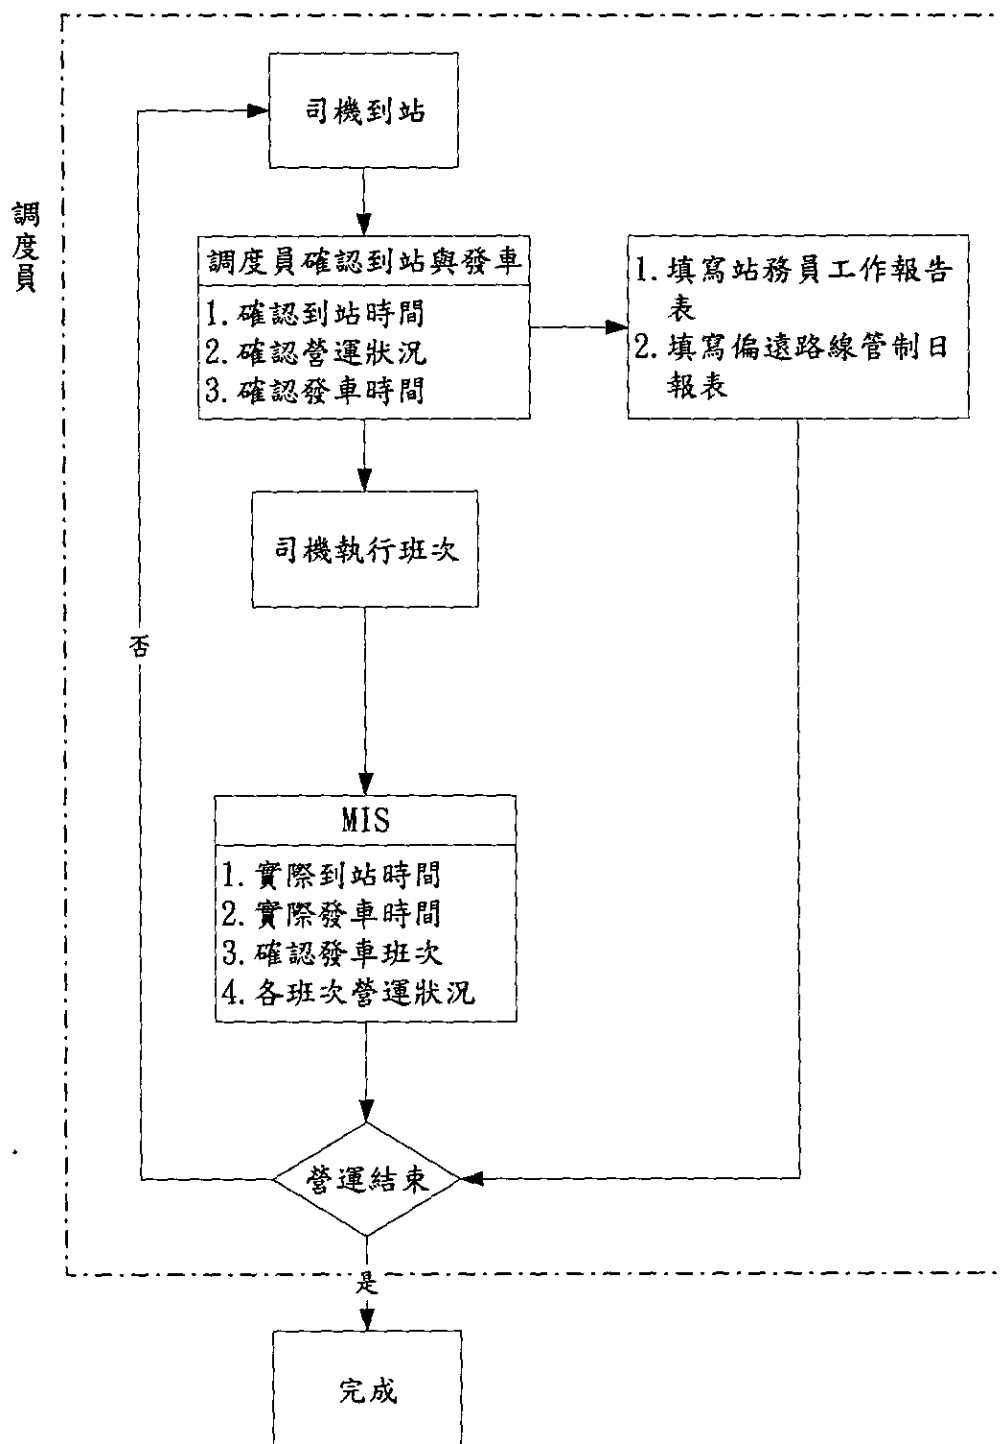 司機到站
調度員
調度員確認到站與發車
1. 確認到站時間
2. 確認營運狀況
3. 確認發車時間
1. 填寫站務員工作報告
表
2. 填寫偏遠路線管制日
報表
司機執行班次
否
MIS
1. 實際到站時間
2. 實際發車時間
3. 確認發車班次
4. 各班次營運狀況
營運結束
是
完成